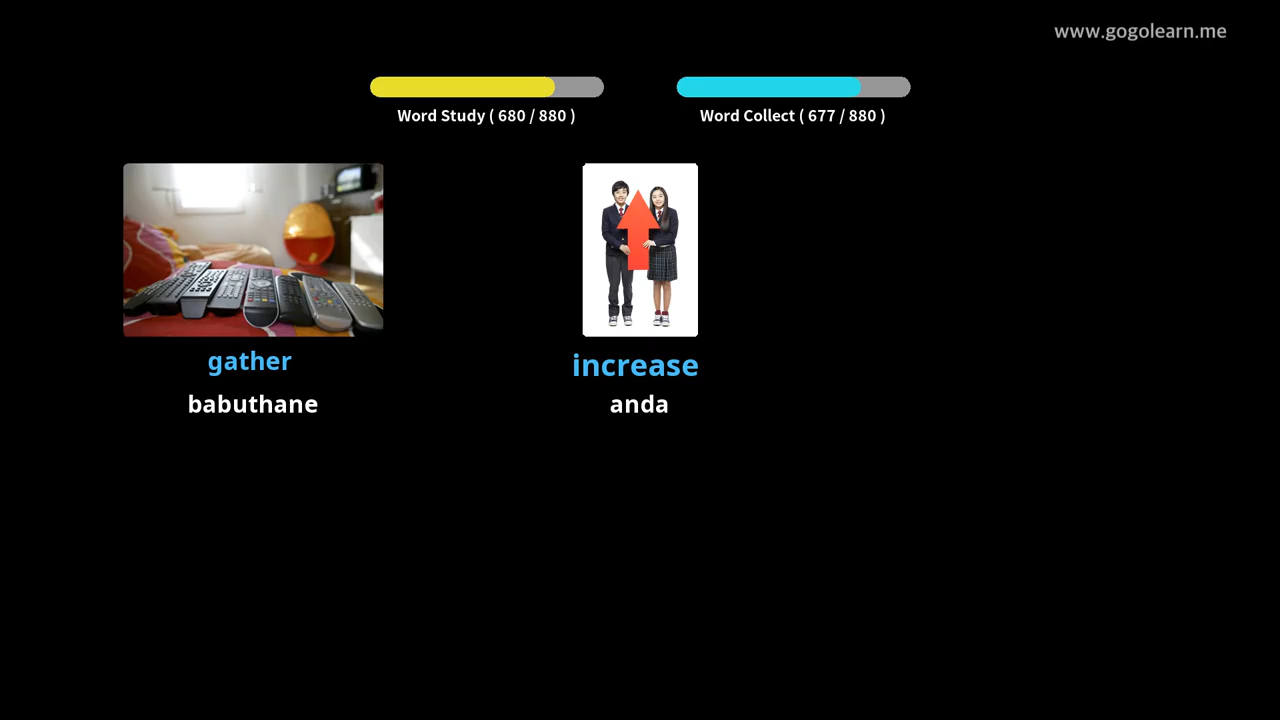 www.gogolearn.me
Word Study ( 680 / 880 )
Word Collect ( 677 / 880 )
gather
babuthane
increase
anda